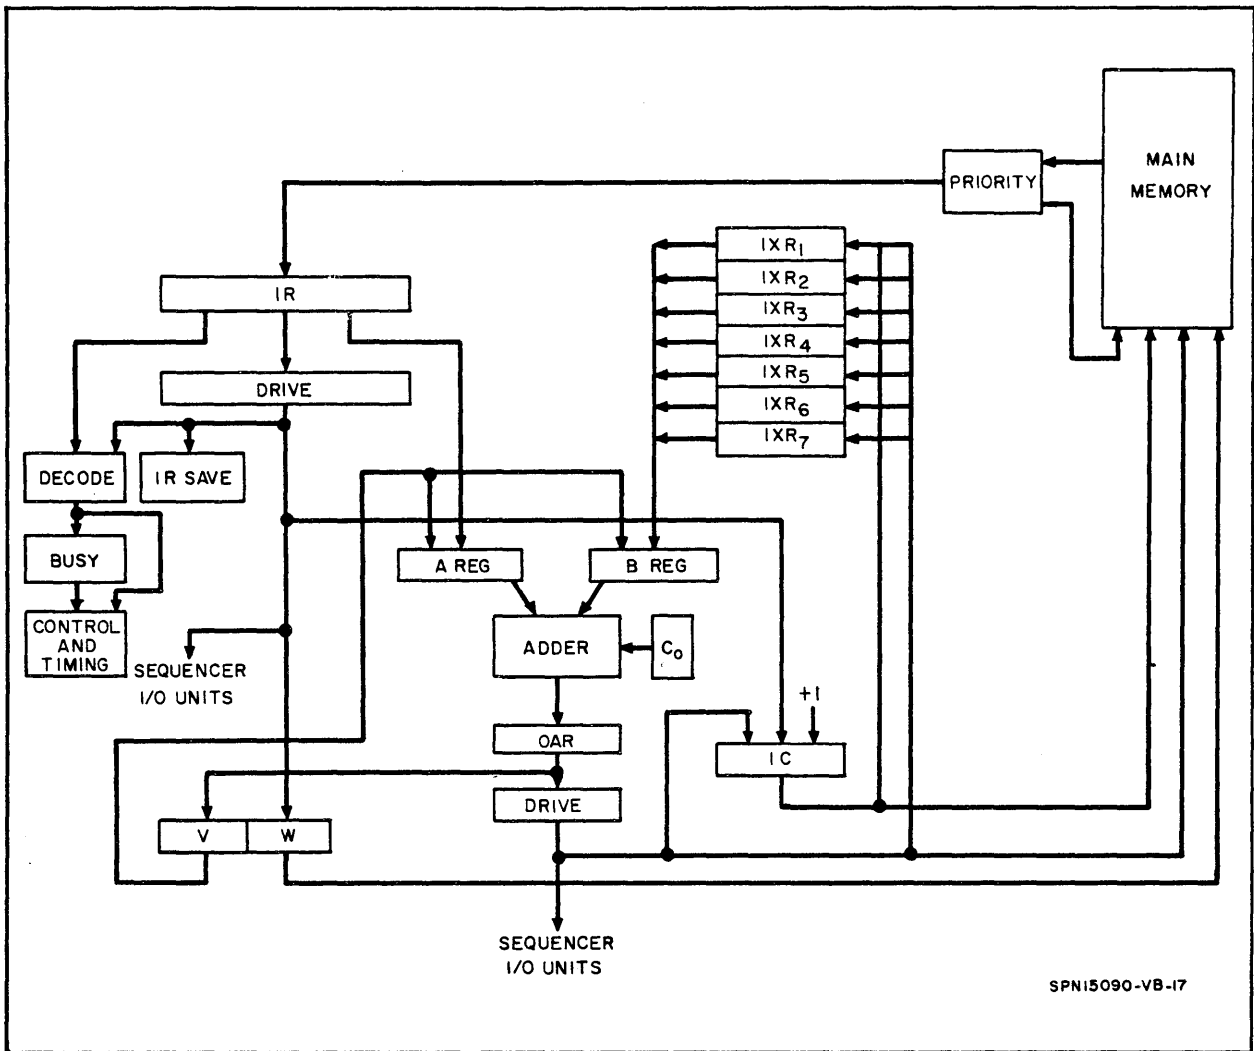 MAIN
MEMORY
PRIORITY
IXR1
IXR2
IXR3
IXR4
IXR5
IXR6
IXR7
IR
DRIVE
DECODE
IR SAVE
BUSY
CONTROL
AND
TIMING
SEQUENCER
I/O UNITS
A REG
B REG
ADDER
C0
+1
OAR
IC
DRIVE
V
W
SEQUENCER
I/O UNITS
SPN15090-VB-17